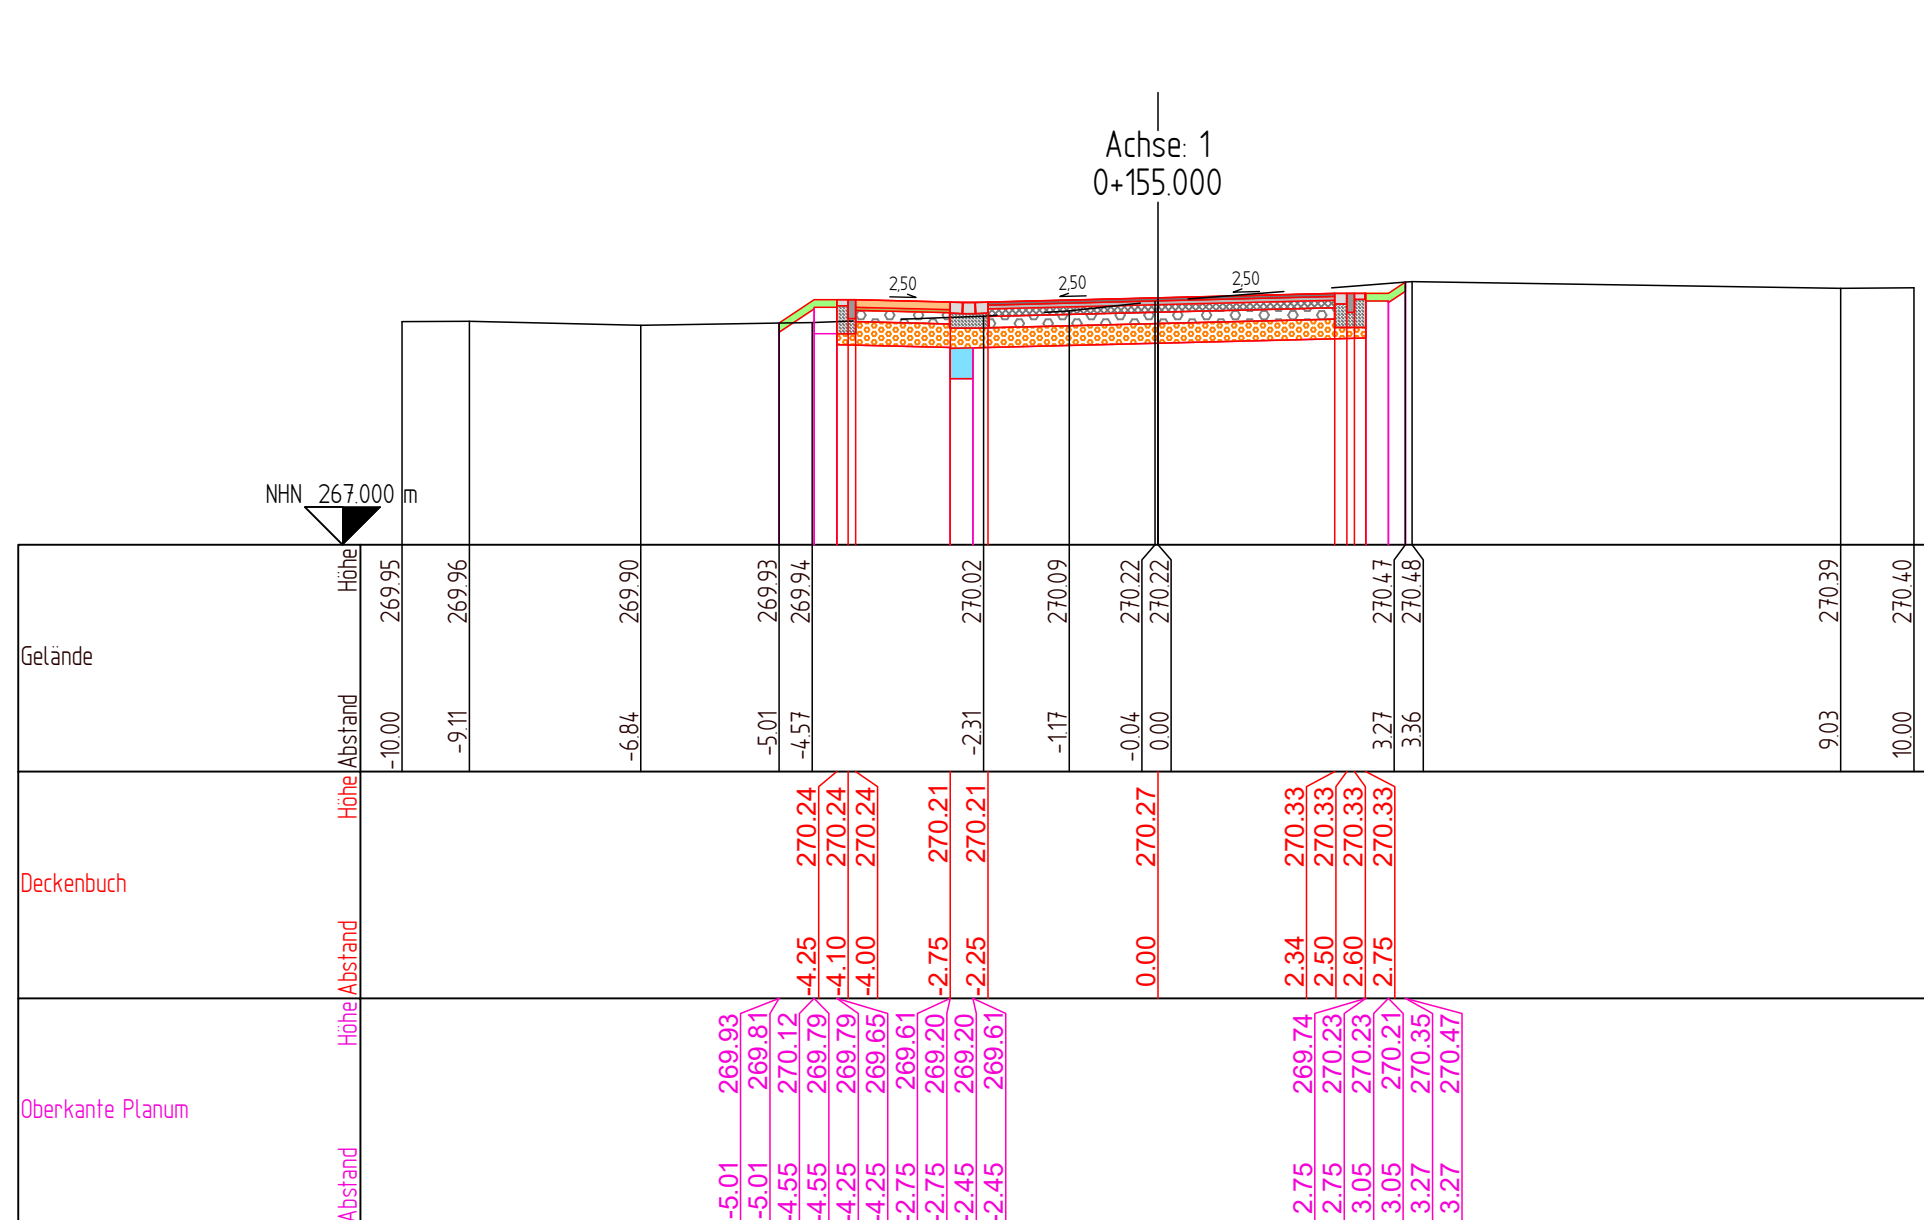 Achse: 1
0+155.000
2,50 2,50 2,50
NHN 267.000 m
Gelände
Höhe 269.95 269.96 269.90 269.93 269.94 270.02 270.09 270.22 270.22 270.47 270.48 270.39 270.40
Abstand -10.00 -9.11 -6.84 -5.01 -4.57 -2.31 -1.17 -0.04 0.00 3.27 3.36 9.03 10.00
Deckenbuch
Höhe 270.24 270.24 270.24 270.21 270.21 270.27 270.33 270.33 270.33 270.33
Abstand -4.25 -4.10 -4.00 -2.75 -2.25 0.00 2.34 2.50 2.60 2.75
Oberkante Planum
Höhe 269.93 269.81 270.12 269.79 269.79 269.65 269.61 269.20 269.20 269.61 269.74 270.23 270.23 270.21 270.35 270.47
Abstand -5.01 -5.01 -4.55 -4.55 -4.25 -4.25 -2.75 -2.75 -2.45 -2.45 2.75 2.75 3.05 3.05 3.27 3.27